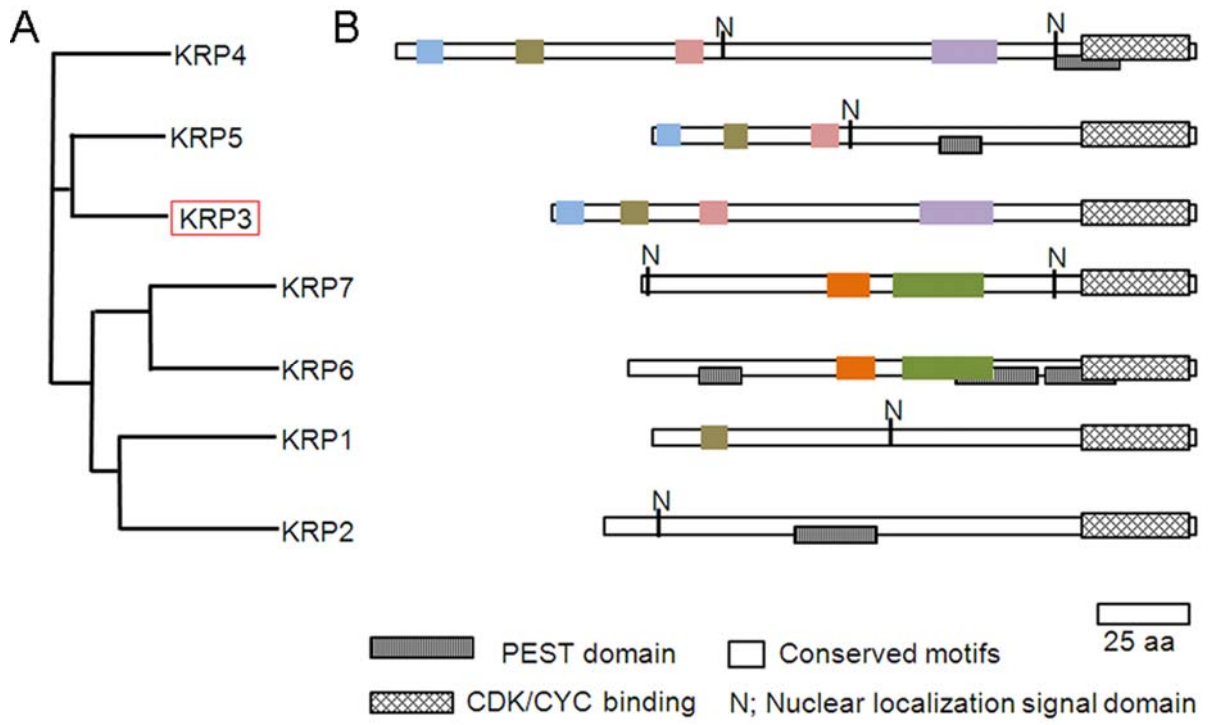 A
B
N
N
KRP4
N
KRP5
KRP3
N
N
KRP7
KRP6
N
KRP1
N
KRP2
25 aa
PEST domain
Conserved motifs
CDK/CYC binding
N; Nuclear localization signal domain